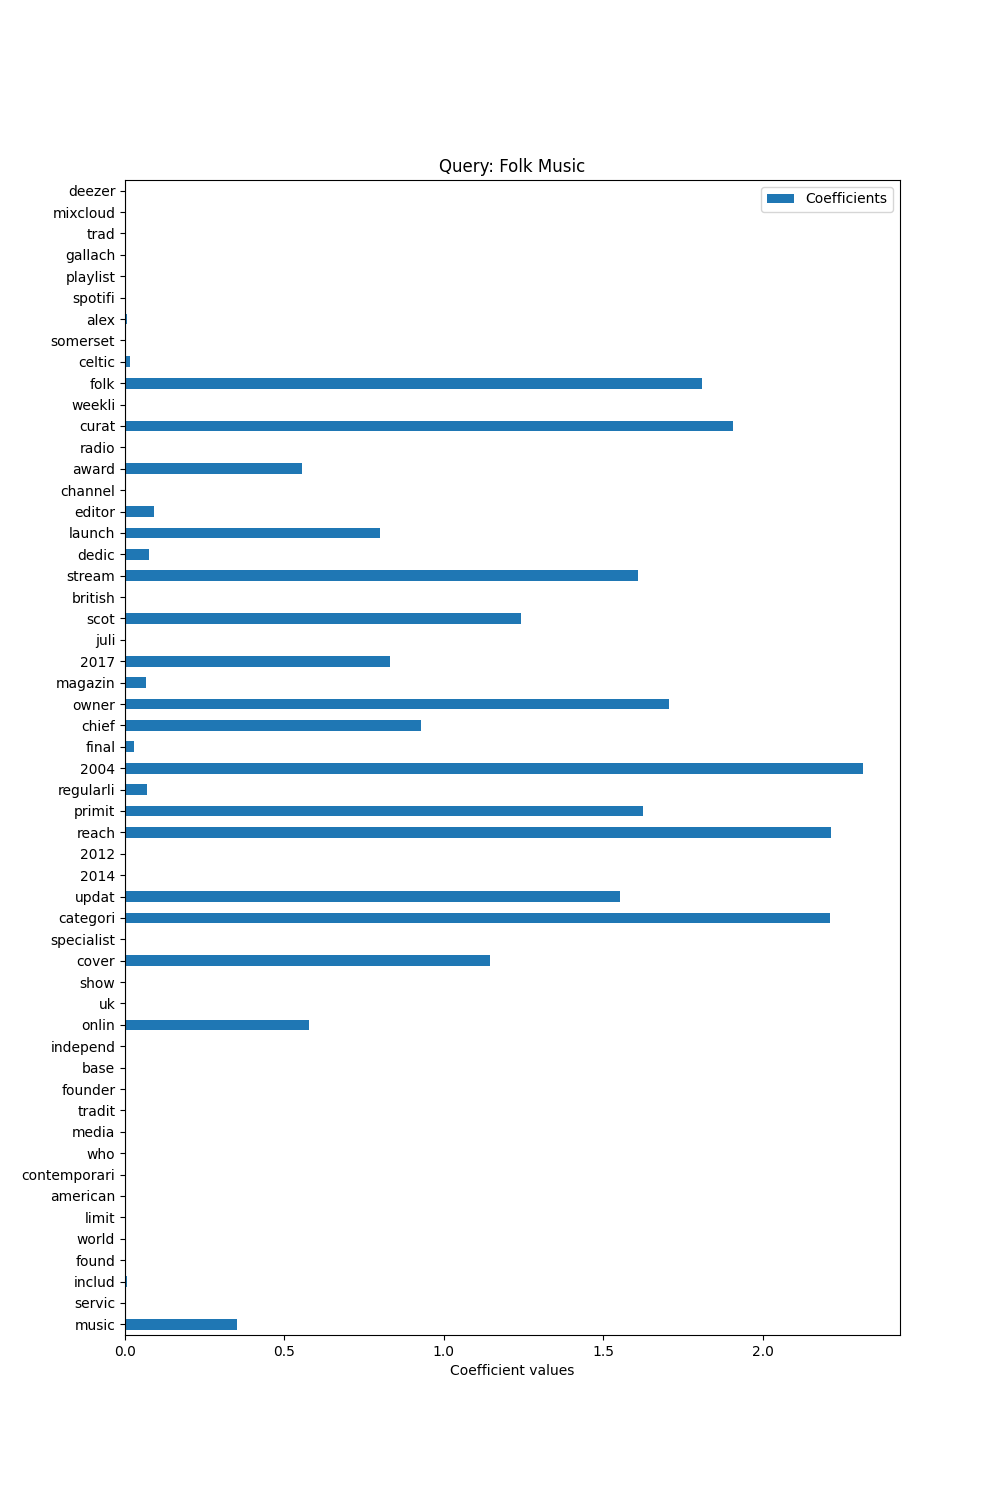 Query: Folk Music
Coefficients
deezer
mixcloud
trad
gallach
playlist
spotifi
alex
somerset
celtic
folk
weekli
curat
radio
award
channel
editor
launch
dedic
stream
british
scot
juli
2017
magazin
owner
chief
final
2004
regularli
primit
reach
2012
2014
updat
categori
specialist
cover
show
uk
onlin
independ
base
founder
tradit
media
who
contemporari
american
limit
world
found
includ
servic
music
0.0 0.5 1.0 1.5 2.0
Coefficient values